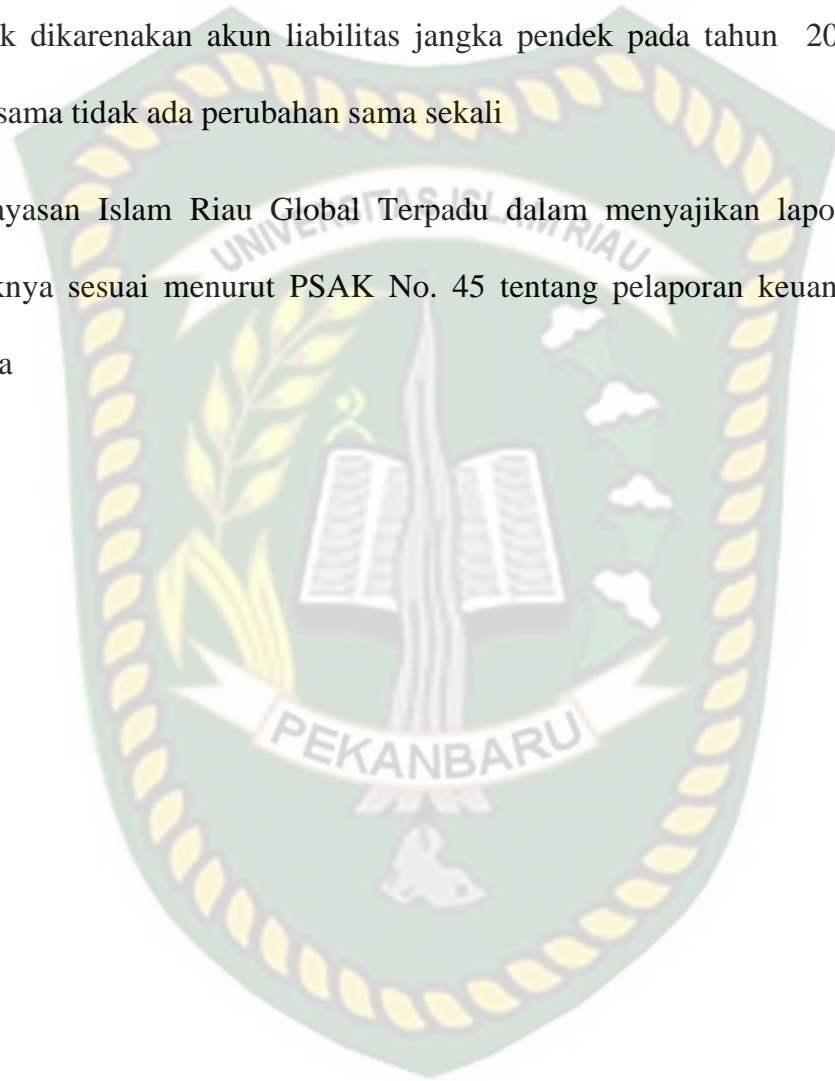 k dikarenakan akun liabilitas jangka pendek pada tahun 20
sama tidak ada perubahan sama sekali
ayasan Islam Riau Global Terpadu dalam menyajikan lapo
knya sesuai menurut PSAK No. 45 tentang pelaporan keuan
a
UNIVERSITAS ISLAM RIAU
PEKANBARU